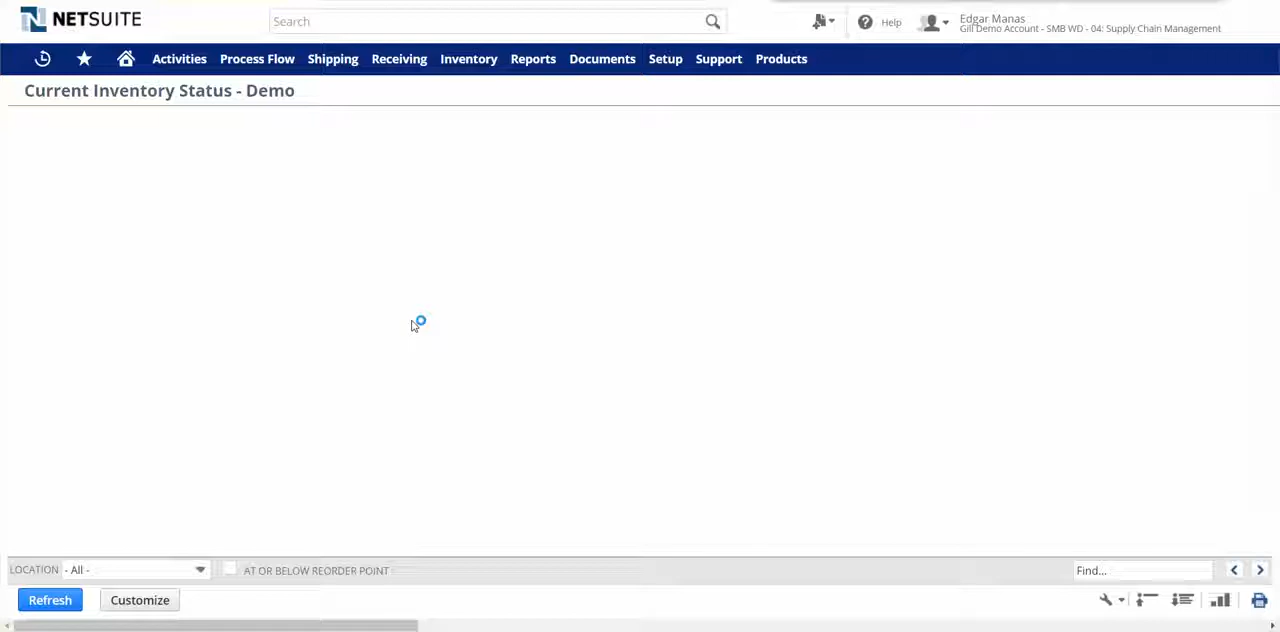 NETSUITE
Search
Help
Edgar Manas
Gill Demo Account - SMB WD - 04: Supply Chain Management
Activities Process Flow Shipping Receiving Inventory Reports Documents Setup Support Products
Current Inventory Status - Demo
LOCATION - All - AT OR BELOW REORDER POINT Find...
Refresh Customize